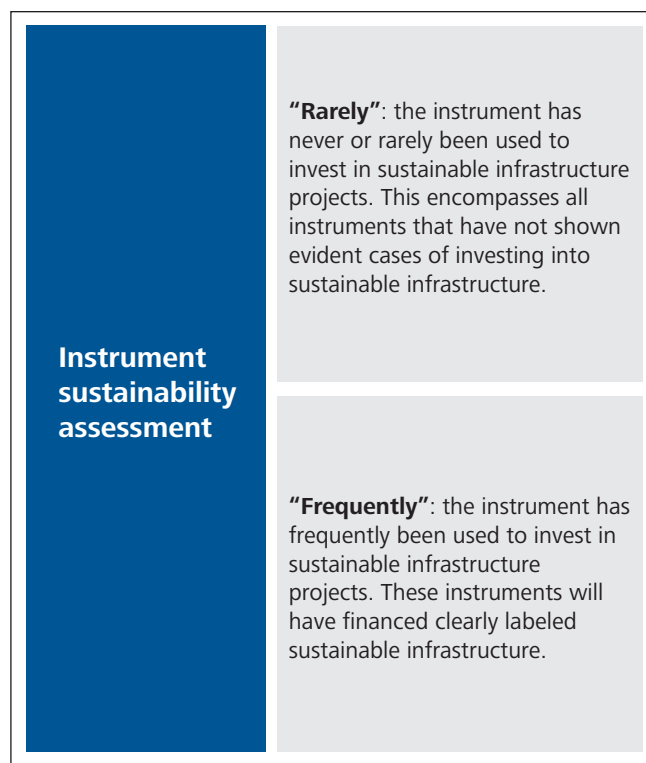 Instrument
sustainability
assessment
“Rarely”: the instrument has
never or rarely been used to
invest in sustainable infrastructure
projects. This encompasses all
instruments that have not shown
evident cases of investing into
sustainable infrastructure.
“Frequently”: the instrument has
frequently been used to invest in
sustainable infrastructure
projects. These instruments will
have financed clearly labeled
sustainable infrastructure.